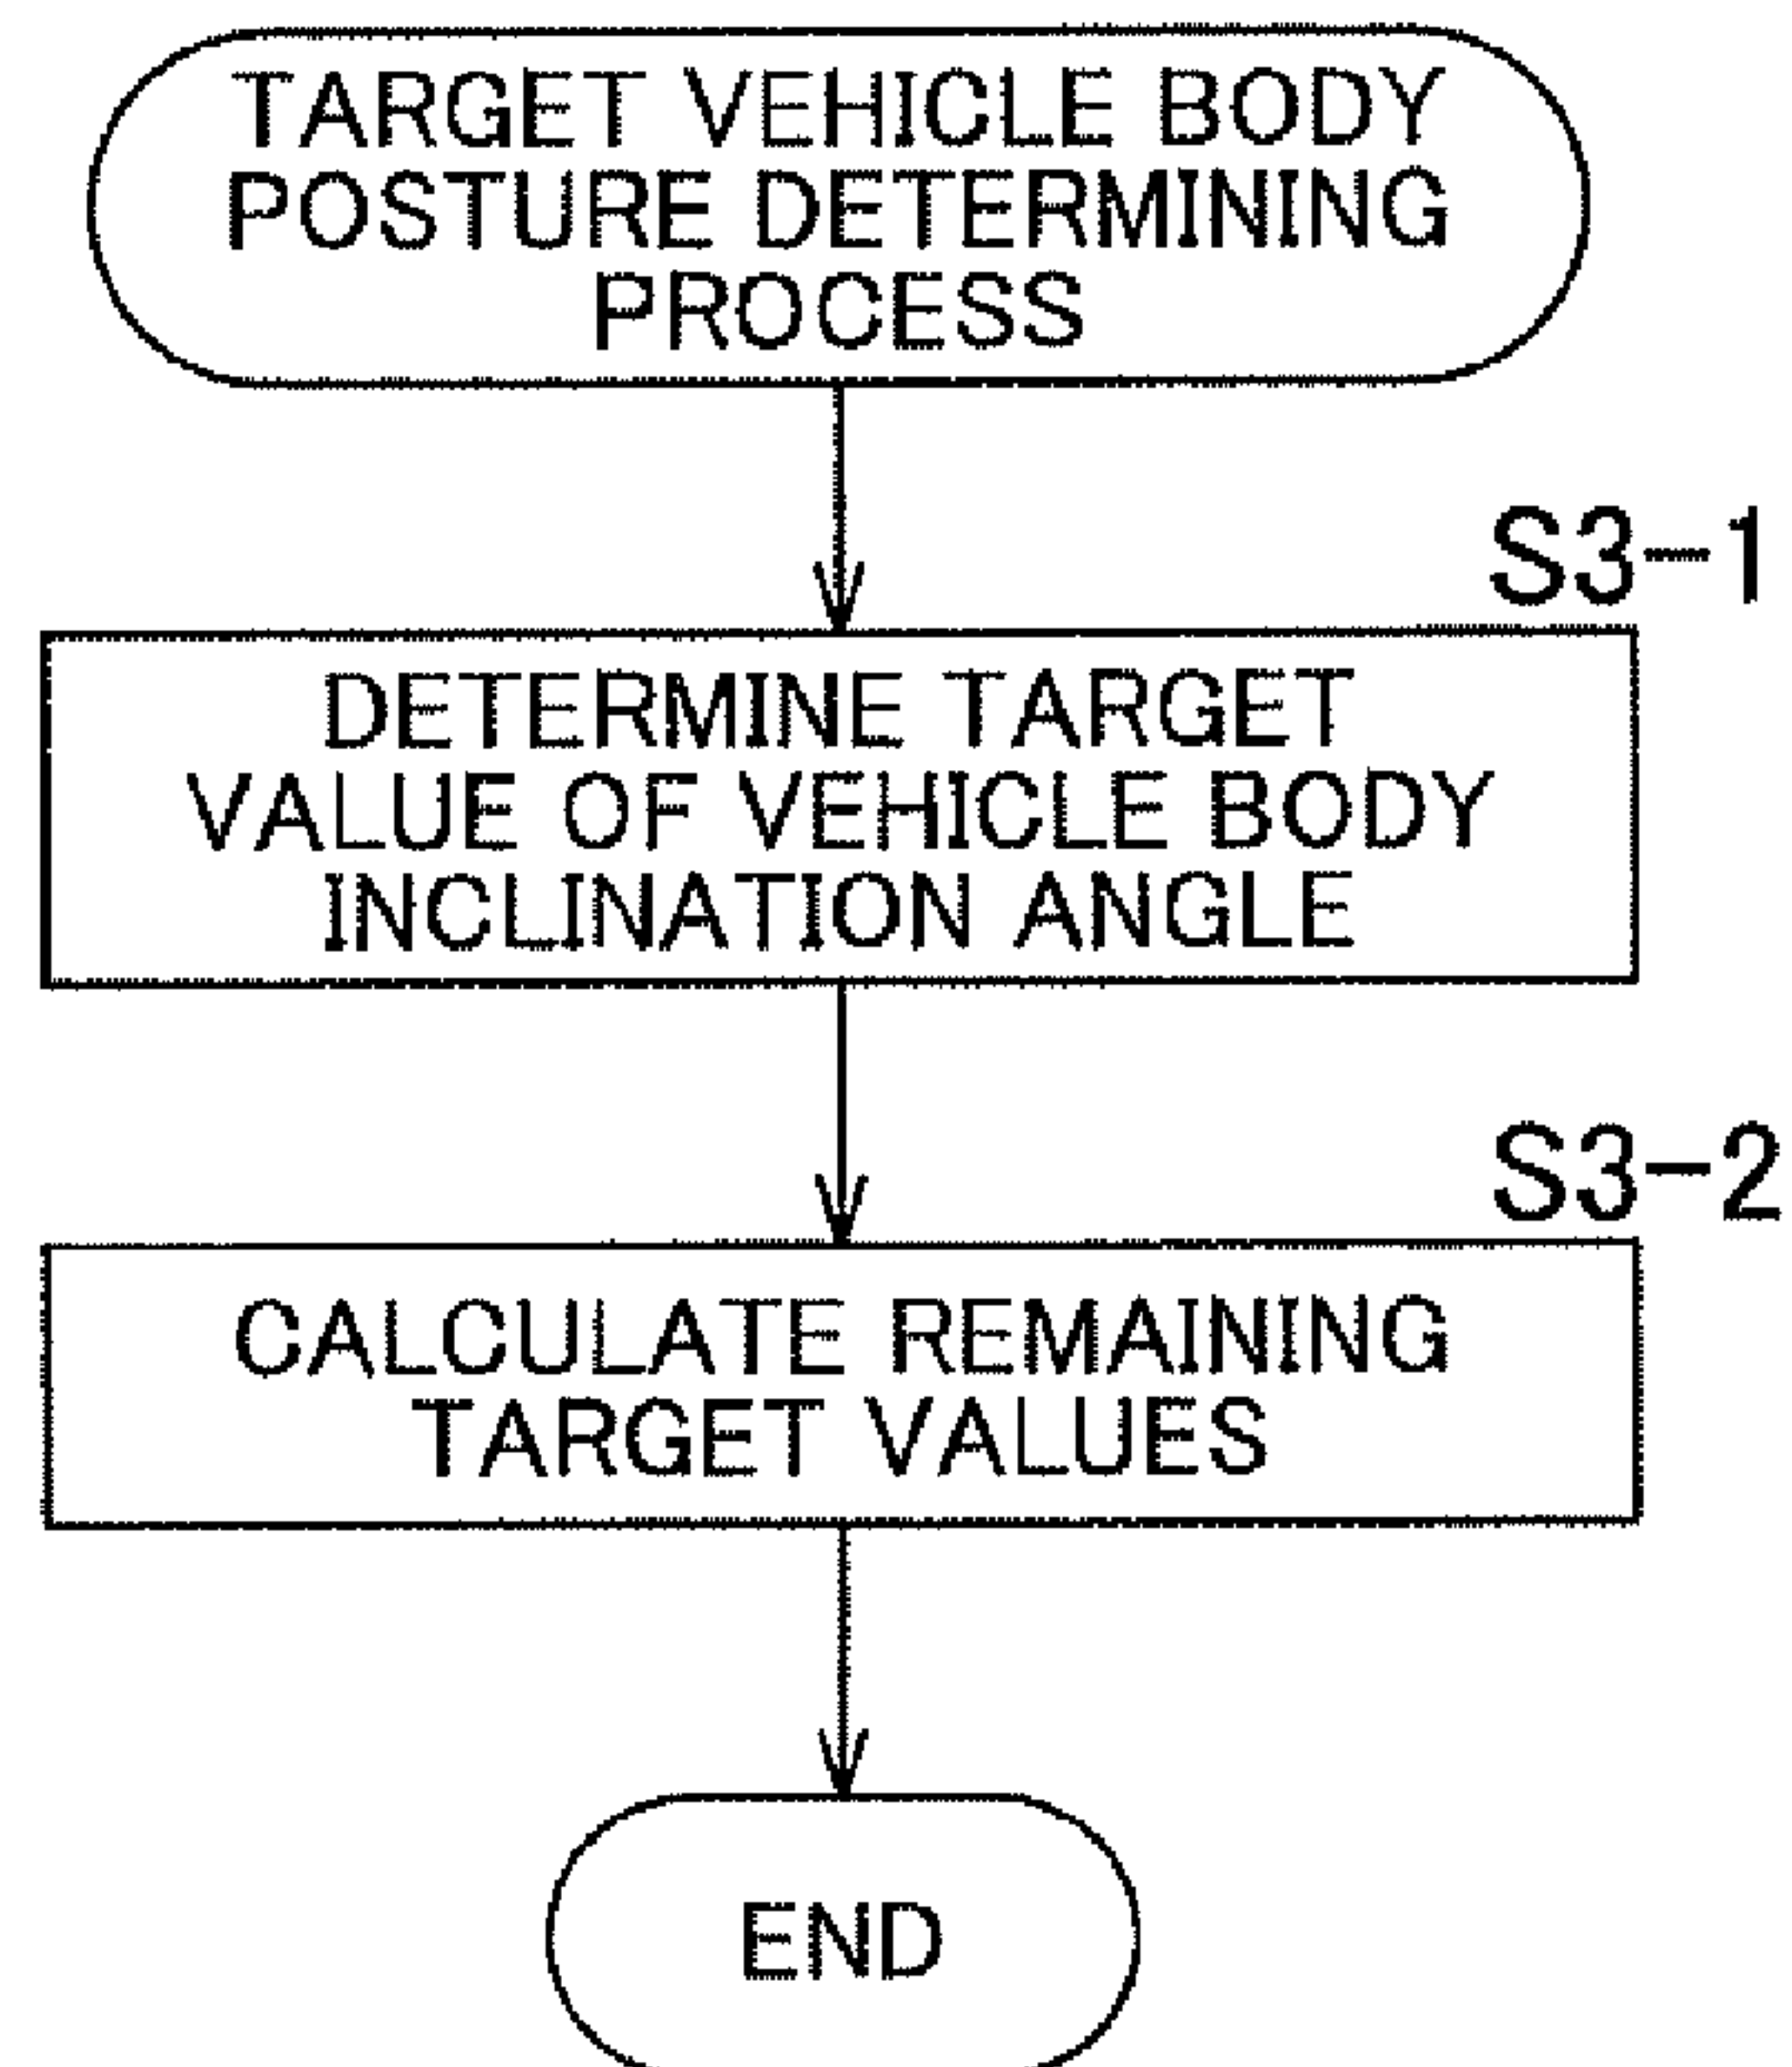 TARGET VEHICLE BODY
POSTURE DETERMINING
PROCESS
S3-1
DETERMINE TARGET
VALUE OF VEHICLE BODY
INCLINATION ANGLE
S3-2
CALCULATE REMAINING
TARGET VALUES
END